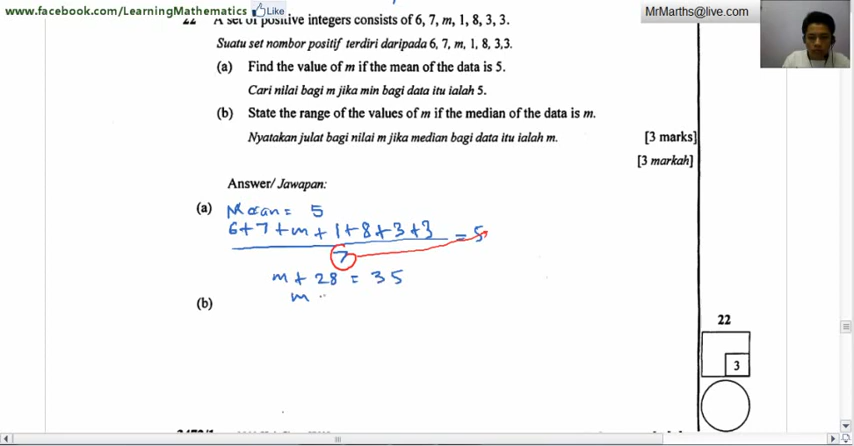 www.facebook.com/LearningMathematics Like
MrMarths@live.com
22 A set of positive integers consists of 6, 7, m, 1, 8, 3, 3.
Suatu set nombor positif terdiri daripada 6, 7, m, 1, 8, 3,3.
(a) Find the value of m if the mean of the data is 5.
Cari nilai bagi m jika min bagi data itu ialah 5.
(b) State the range of the values of m if the median of the data is m.
Nyatakan julat bagi nilai m jika median bagi data itu ialah m.
[3 marks]
[3 markah]
Answer/ Jawapan:
(a) Mean = 5
6+7+m+1+8+3+3 = 5
7
m + 28 = 35
m
(b)
22
3